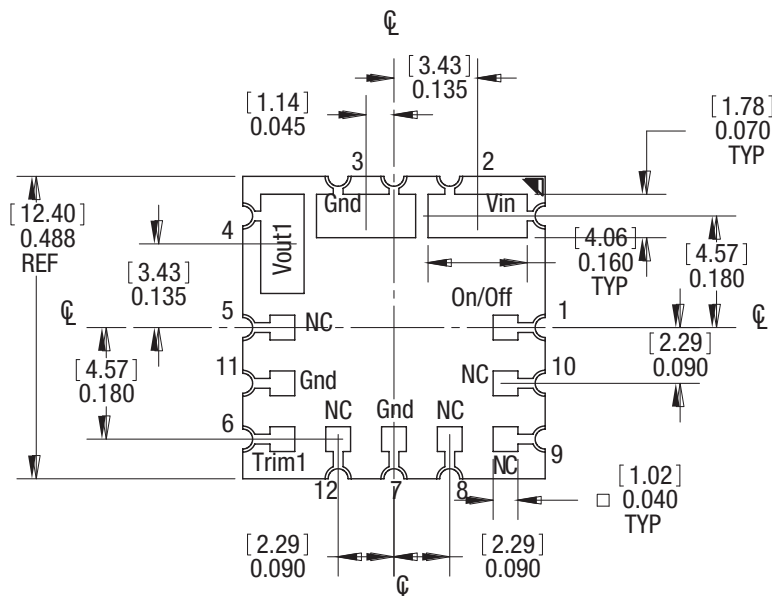 ℄
[3.43]
0.135
[1.14]
0.045
[1.78]
0.070
TYP
3
2
[12.40]
0.488
REF
4
Gnd
Vin
Vout1
[3.43]
0.135
[4.06]
0.160
TYP
[4.57]
0.180
On/Off
℄
5
NC
1
℄
[4.57]
0.180
[2.29]
0.090
11
Gnd
NC
10
6
NC
Gnd
NC
Trim1
NC
9
12
7
8
[1.02]
□ 0.040
TYP
[2.29]
0.090
[2.29]
0.090
℄